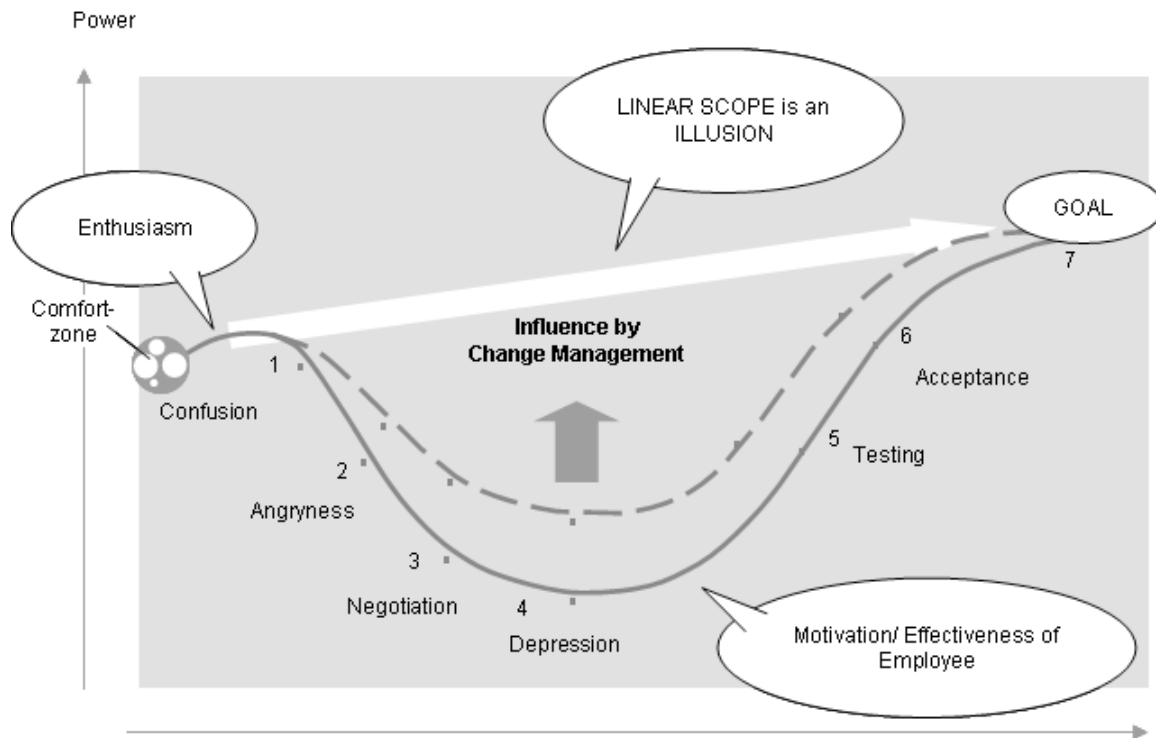 Power
LINEAR SCOPE is an
ILLUSION
GOAL
Enthusiasm
7
Comfort-
zone
Influence by
Change Management
6
1
Acceptance
Confusion
5
Testing
2
Angryness
3
4
Negotiation
Depression
Motivation/ Effectiveness of
Employee